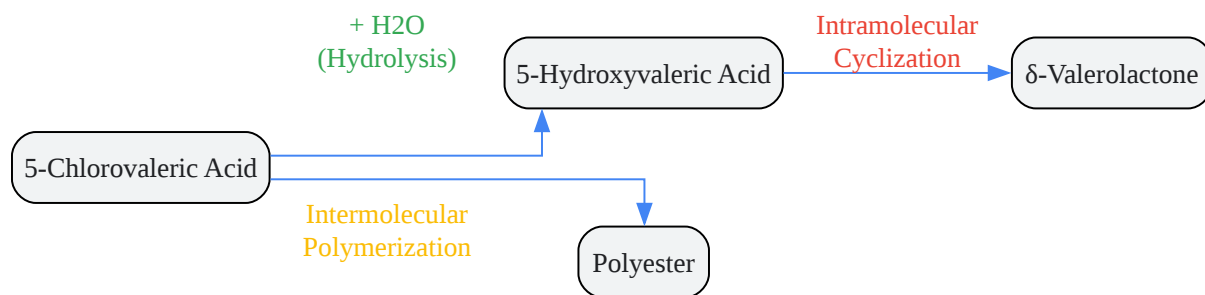 + H2O
(Hydrolysis)
Intramolecular
Cyclization
5-Hydroxyvaleric Acid
δ-Valerolactone
5-Chlorovaleric Acid
Intermolecular
Polymerization
Polyester